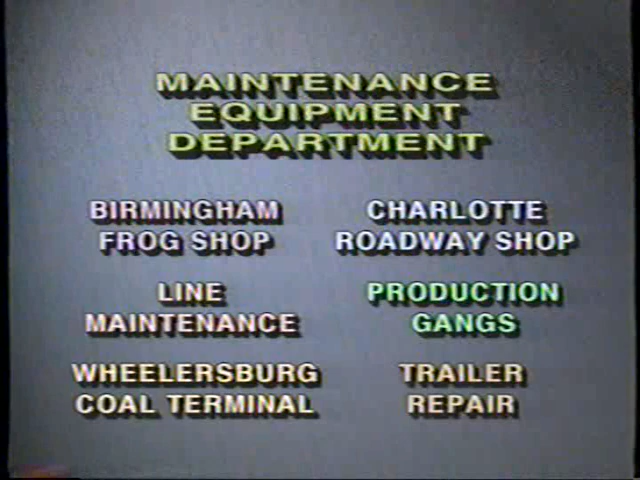 MAINTENANCE
EQUIPMENT
DEPARTMENT
BIRMINGHAM
FROG SHOP
CHARLOTTE
ROADWAY SHOP
LINE
MAINTENANCE
PRODUCTION
GANGS
WHEELERSBURG
COAL TERMINAL
TRAILER
REPAIR